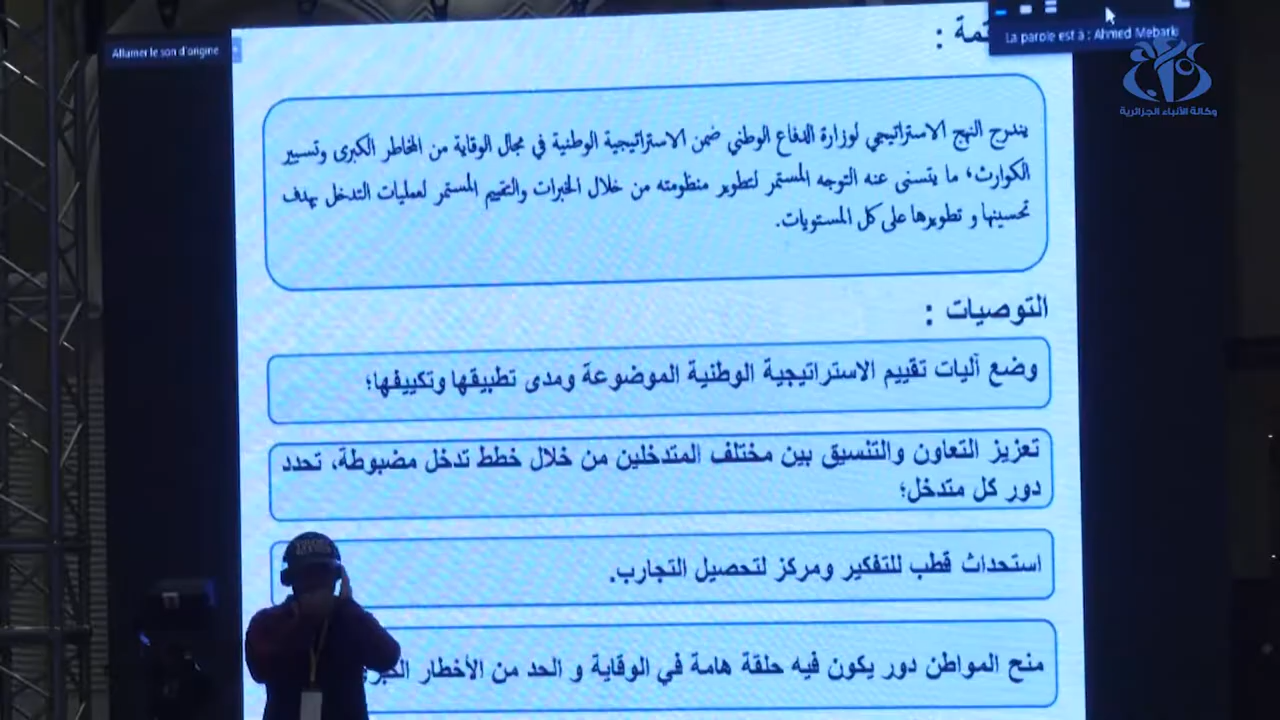 Allumer le son d'origine
La parole est à : Ahmed Mebarki
وكالة الأنباء الجزائرية
يندرج النهج الاستراتيجي لوزارة الدفاع الوطني ضمن الاستراتيجية الوطنية في مجال الوقاية من المخاطر الكبرى وتسيير
الكوارث، ما يتسنى عنه التوجه المستمر لتطوير منظومته من خلال الخبرات والتقييم المستمر لعمليات التدخل بهدف
تحسينها و تطويرها على كل المستويات.
التوصيات :
وضع آليات تقييم الاستراتيجية الوطنية الموضوعة ومدى تطبيقها وتكييفها؛
تعزيز التعاون والتنسيق بين مختلف المتدخلين من خلال خطط تدخل مضبوطة، تحدد
دور كل متدخل؛
استحداث قطب للتفكير ومركز لتحصيل التجارب.
منح المواطن دور يكون فيه حلقة هامة في الوقاية و الحد من الأخطار